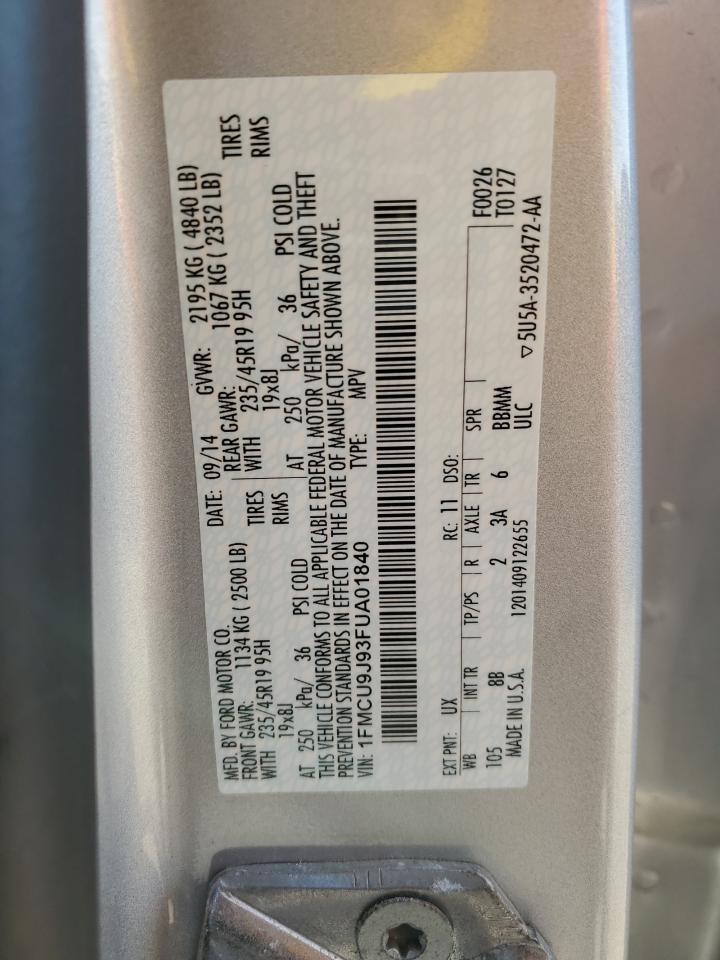 MFD. BY FORD MOTOR CO.
DATE: 09/14 GVWR: 2195 KG ( 4840 LB)
FRONT GAWR: 1134 KG ( 2500 LB) REAR GAWR: 1067 KG ( 2352 LB)
WITH 235/45R19 95H TIRES WITH 235/45R19 95H TIRES
19x8J RIMS 19x8J RIMS
AT 250 kPa/ 36 PSI COLD AT 250 kPa/ 36 PSI COLD
THIS VEHICLE CONFORMS TO ALL APPLICABLE FEDERAL MOTOR VEHICLE SAFETY AND THEFT
PREVENTION STANDARDS IN EFFECT ON THE DATE OF MANUFACTURE SHOWN ABOVE.
VIN: 1FMCU9J93FUA01840 TYPE: MPV
EXT PNT: UX RC: 11 DSO:
WB INT TR TP/PS R AXLE TR SPR F0026
105 8B 2 3A 6 BBMM T0127
MADE IN U.S.A. 1201409122655 ULC ▽5U5A-3520472-AA